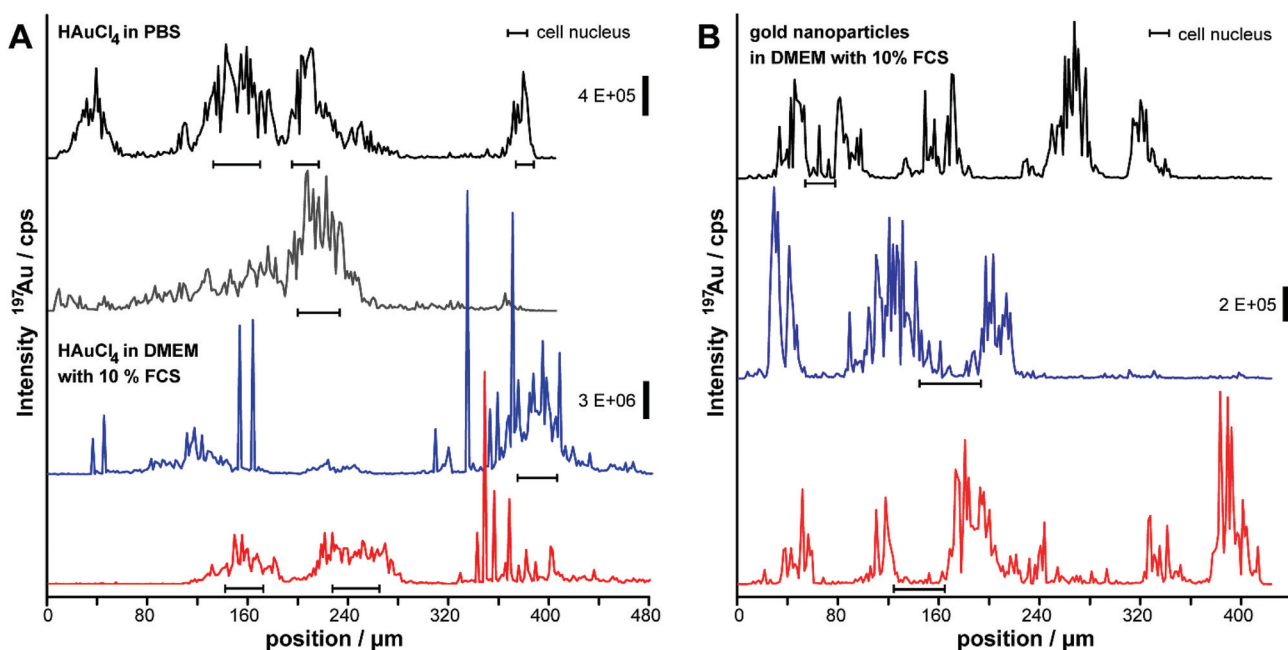 A
HAuCl4 in PBS
cell nucleus
4 E+05
HAuCl4 in DMEM
with 10 % FCS
3 E+06
Intensity 197Au / cps
0 80 160 240 320 400 480
position / µm
B
gold nanoparticles
in DMEM with 10% FCS
cell nucleus
2 E+05
Intensity 197Au / cps
0 80 160 240 320 400
position / µm